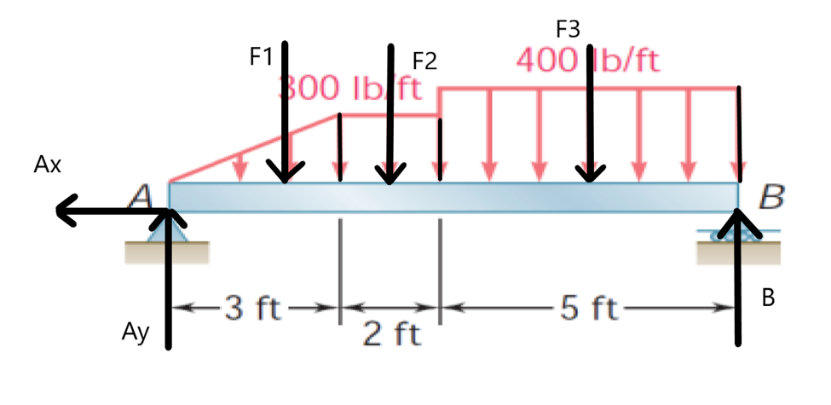 F3
F1 F2 400 lb/ft
300 lb/ft
Ax
A B
3 ft 5 ft B
Ay 2 ft